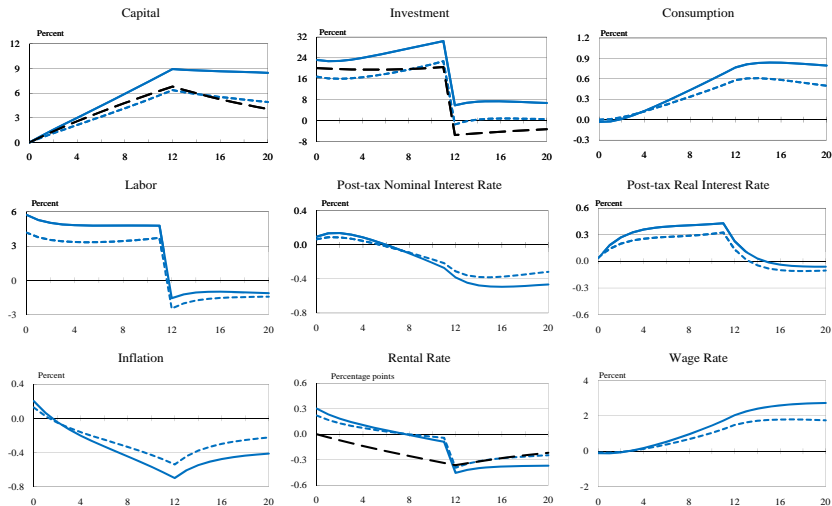 Capital
Percent
12
9
6
3
0
0 4 8 12 16 20
Investment
Percent
32
24
16
8
0
-8
0 4 8 12 16 20
Consumption
Percent
1.2
0.9
0.6
0.3
0.0
-0.3
0 4 8 12 16 20
Labor
Percent
6
3
0
-3
0 4 8 12 16 20
Post-tax Nominal Interest Rate
Percent
0.4
0.0
-0.4
-0.8
0 4 8 12 16 20
Post-tax Real Interest Rate
Percent
0.6
0.3
0.0
-0.3
-0.6
0 4 8 12 16 20
Inflation
Percent
0.4
0.0
-0.4
-0.8
0 4 8 12 16 20
Rental Rate
Percentage points
0.6
0.3
0.0
-0.3
-0.6
0 4 8 12 16 20
Wage Rate
Percent
4
2
0
-2
0 4 8 12 16 20